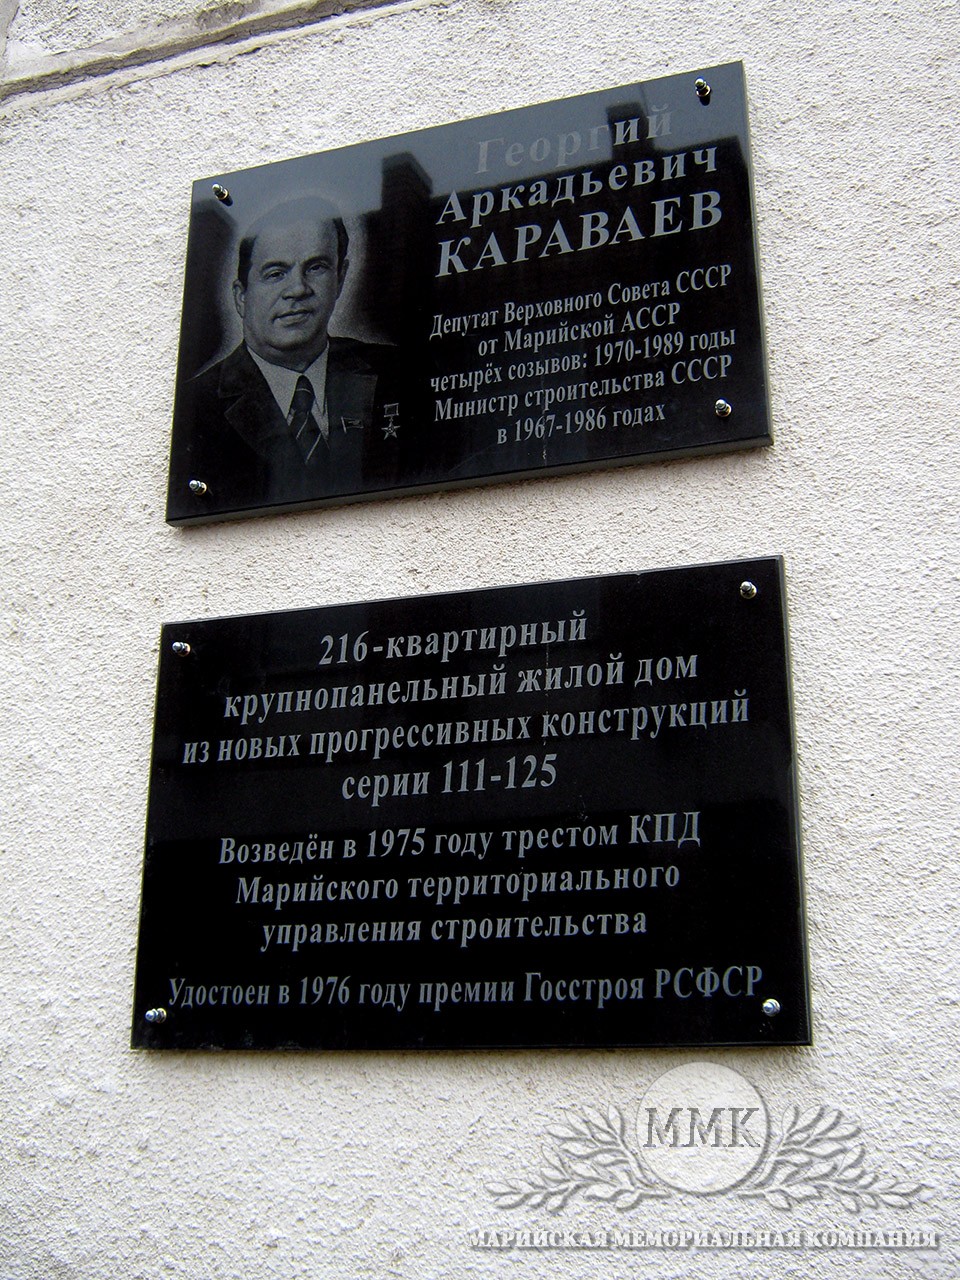 Георгий
Аркадьевич
КАРАВАЕВ
Депутат Верховного Совета СССР
от Марийской АССР
четырёх созывов: 1970-1989 годы
Министр строительства СССР
в 1967-1986 годах
216-квартирный
крупнопанельный жилой дом
из новых прогрессивных конструкций
серии 111-125
Возведён в 1975 году трестом КПД
Марийского территориального
управления строительства
Удостоен в 1976 году премии Госстроя РСФСР
ММК
МАРИЙСКАЯ МЕМОРИАЛЬНАЯ КОМПАНИЯ